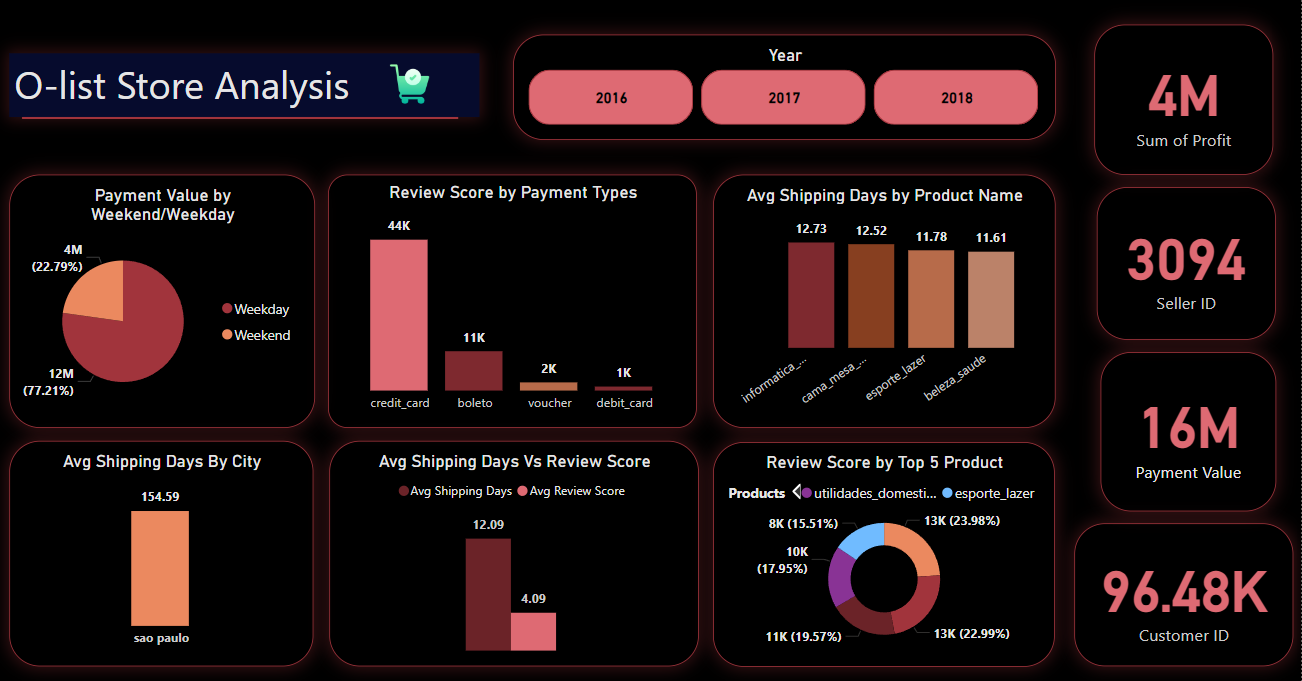 O-list Store Analysis
Year
2016
2017
2018
4M
Sum of Profit
3094
Seller ID
16M
Payment Value
96.48K
Customer ID
Payment Value by
Weekend/Weekday
4M
(22.79%)
12M
(77.21%)
Weekday
Weekend
Review Score by Payment Types
44K
11K
2K
1K
credit_card
boleto
voucher
debit_card
Avg Shipping Days by Product Name
12.73
12.52
11.78
11.61
informatica_...
cama_mesa_...
esporte_lazer
beleza_saude
Avg Shipping Days By City
154.59
sao paulo
Avg Shipping Days Vs Review Score
Avg Shipping Days
Avg Review Score
12.09
4.09
Review Score by Top 5 Product
Products
utilidades_domesti...
esporte_lazer
8K (15.51%)
13K (23.98%)
10K
(17.95%)
11K (19.57%)
13K (22.99%)